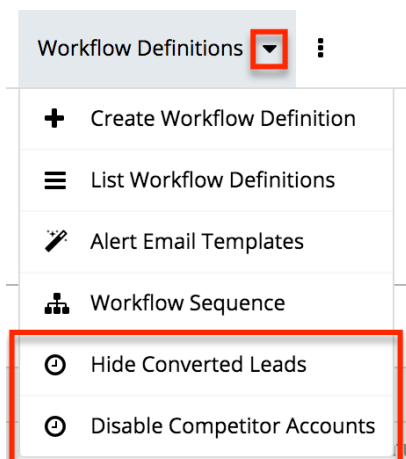 Workflow Definitions
Create Workflow Definition
List Workflow Definitions
Alert Email Templates
Workflow Sequence
Hide Converted Leads
Disable Competitor Accounts